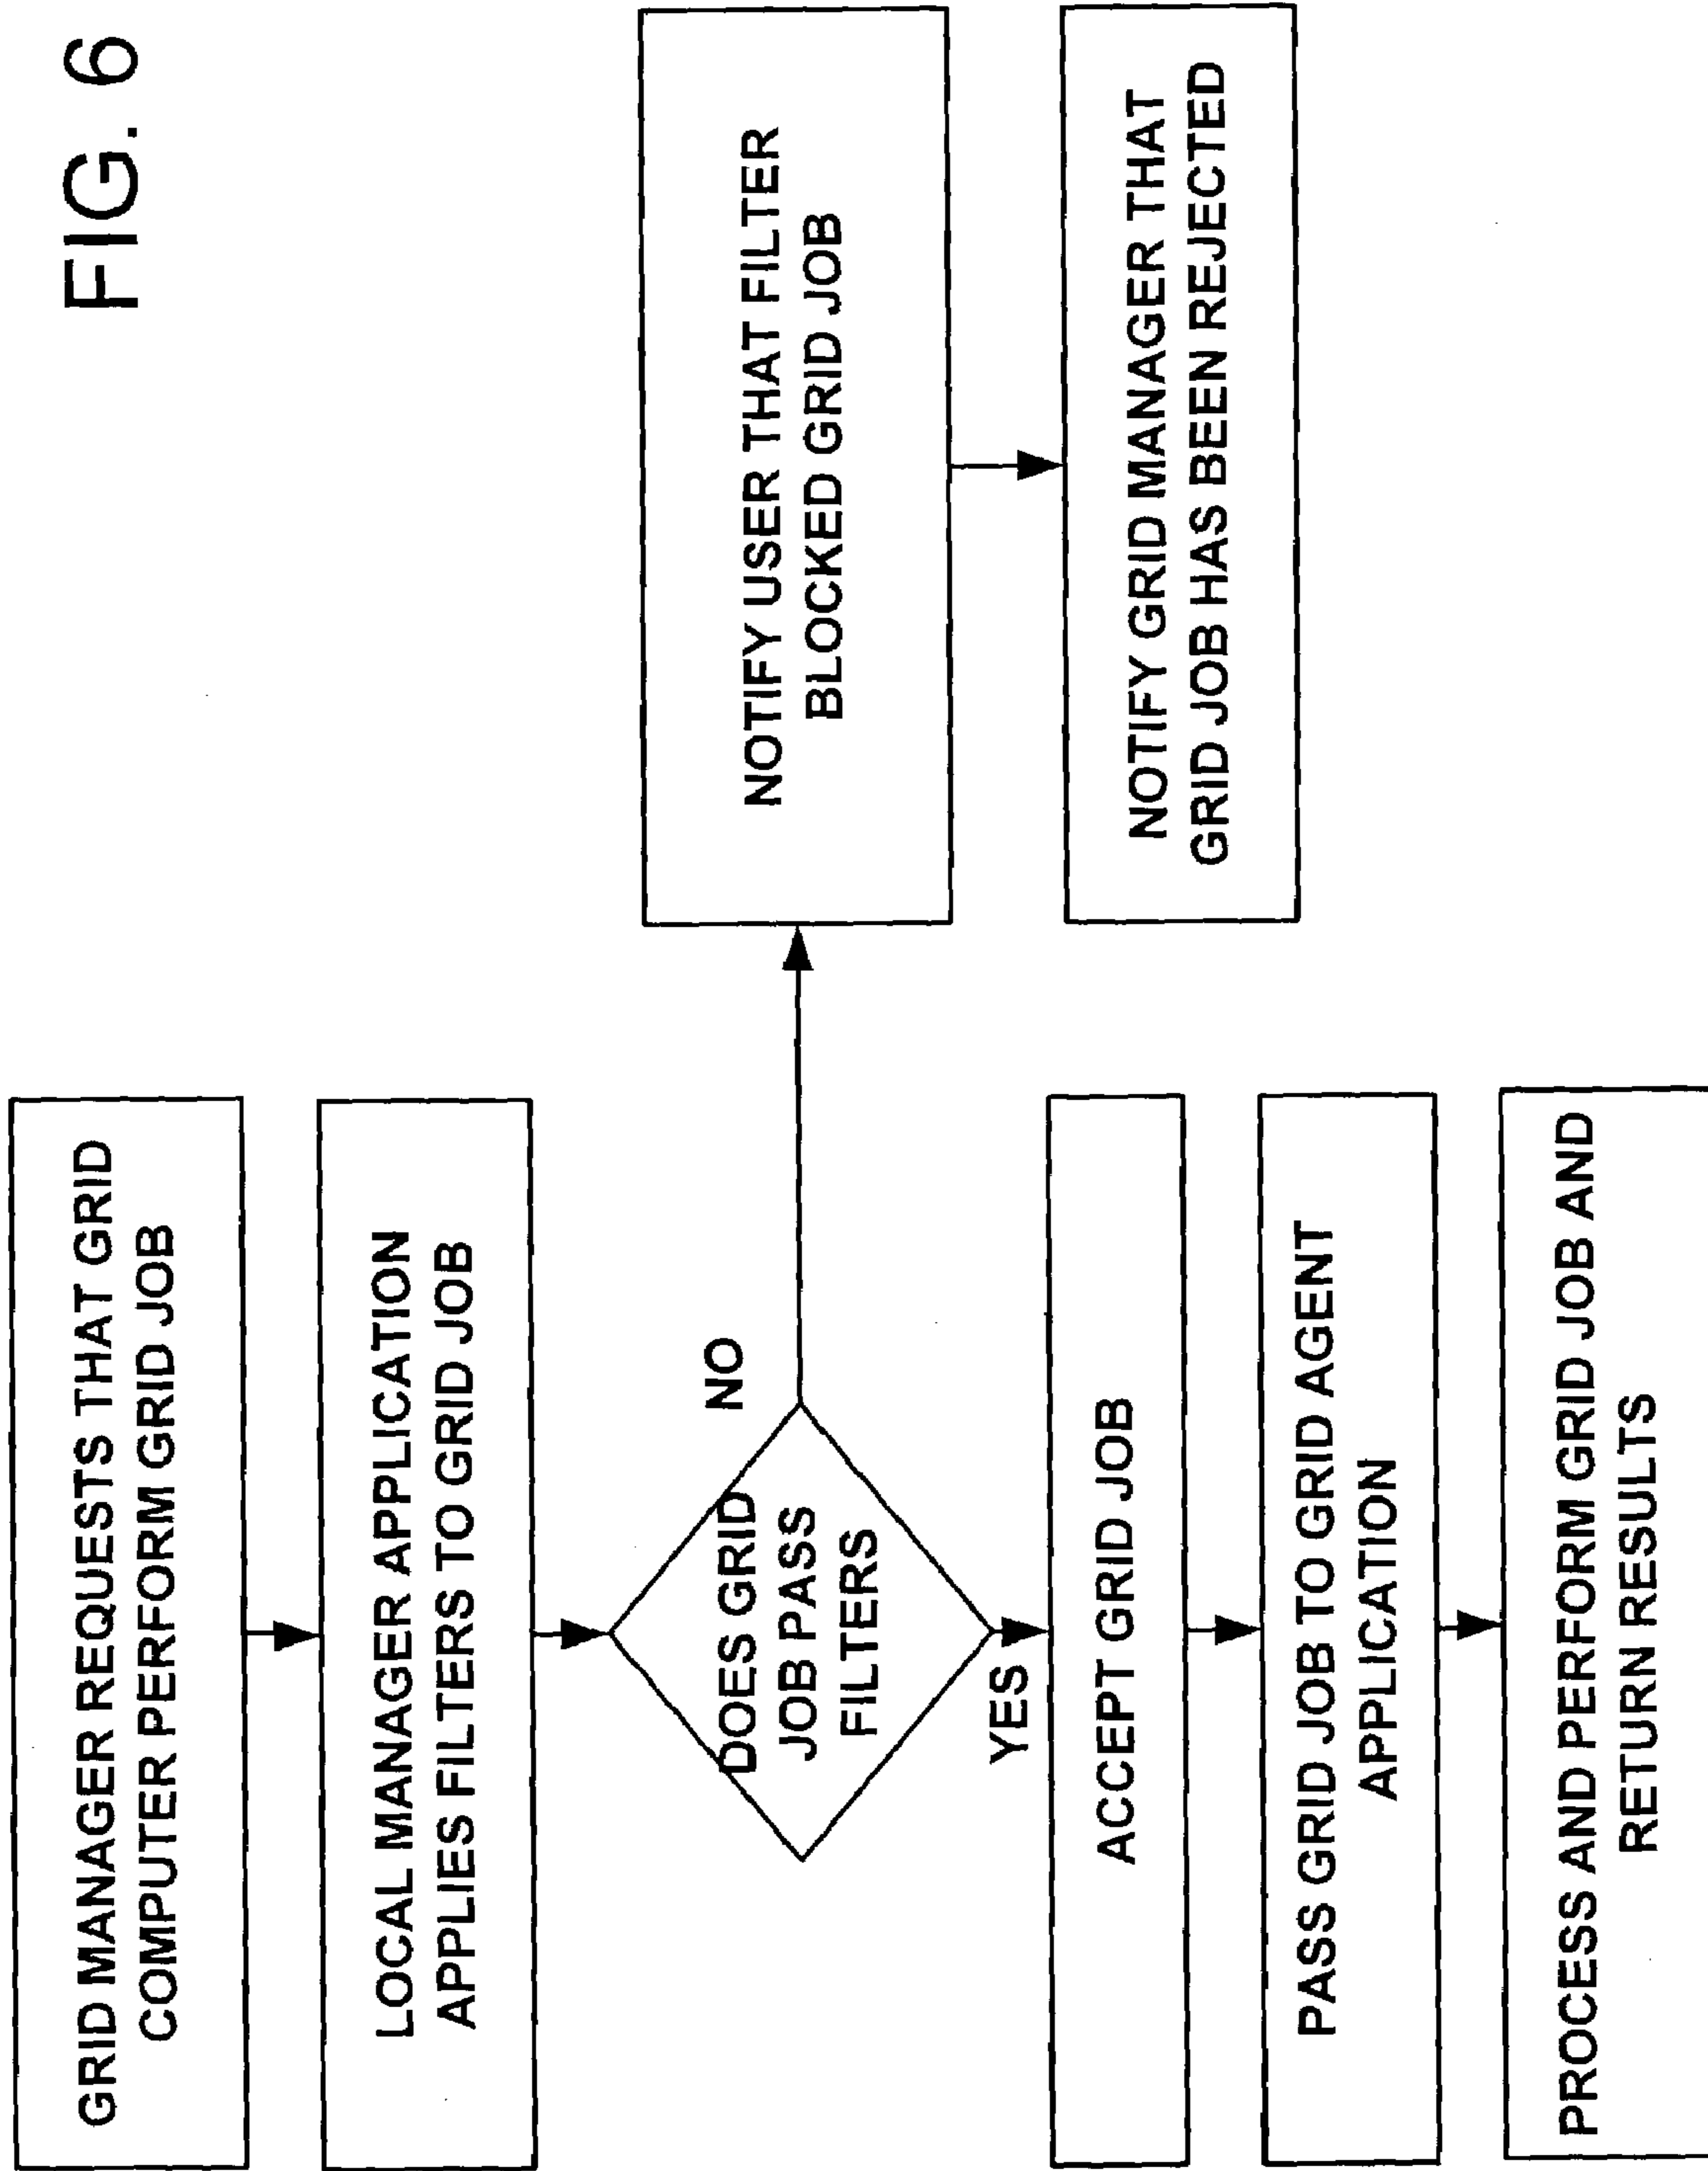 FIG. 6
GRID MANAGER REQUESTS THAT GRID
COMPUTER PERFORM GRID JOB
LOCAL MANAGER APPLICATION
APPLIES FILTERS TO GRID JOB
DOES GRID
JOB PASS
FILTERS
NO
NOTIFY USER THAT FILTER
BLOCKED GRID JOB
NOTIFY GRID MANAGER THAT
GRID JOB HAS BEEN REJECTED
YES
ACCEPT GRID JOB
PASS GRID JOB TO GRID AGENT
APPLICATION
PROCESS AND PERFORM GRID JOB AND
RETURN RESULTS